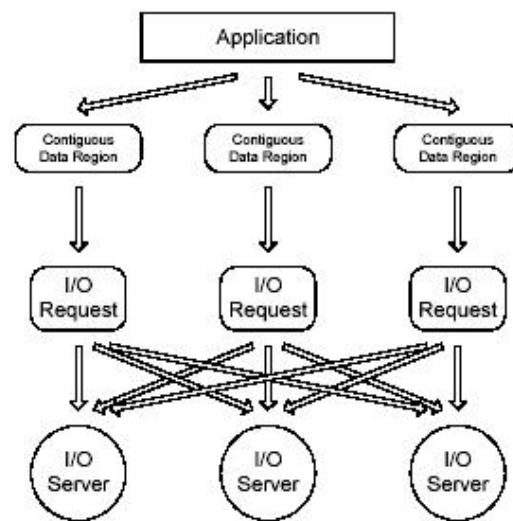 Application
Contiguous
Data Region
Contiguous
Data Region
Contiguous
Data Region
I/O
Request
I/O
Request
I/O
Request
I/O
Server
I/O
Server
I/O
Server